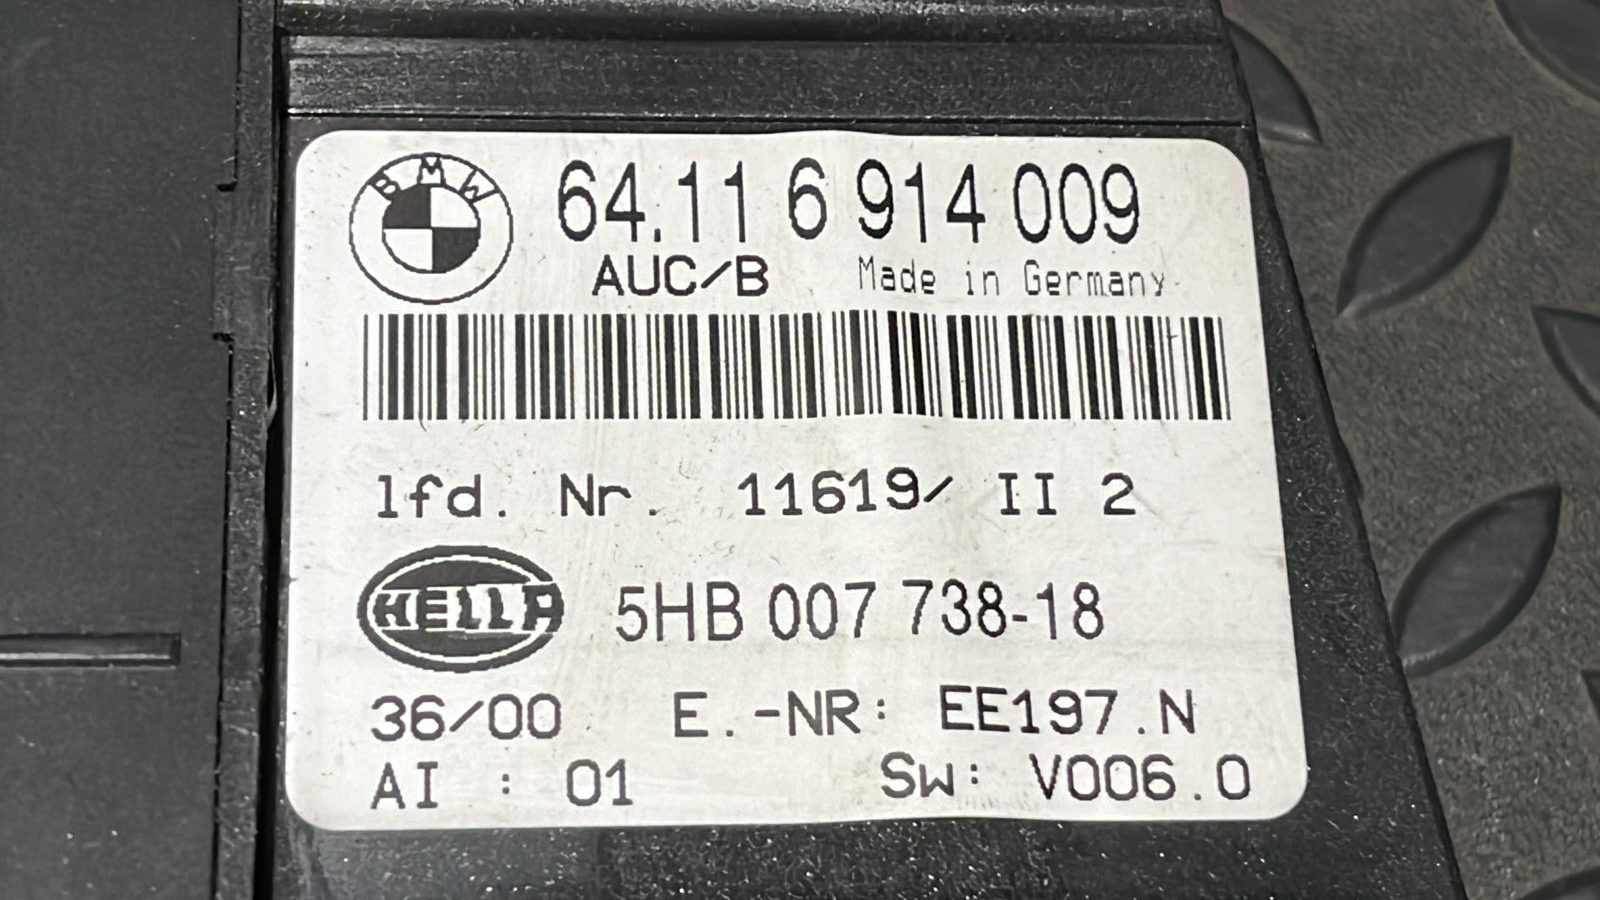 BMW
64.11 6 914 009
AUC/B Made in Germany
lfd. Nr. 11619/ II 2
HELLA 5HB 007 738-18
36/00 E.-NR: EE197.N
AI : 01 Sw: V006.0